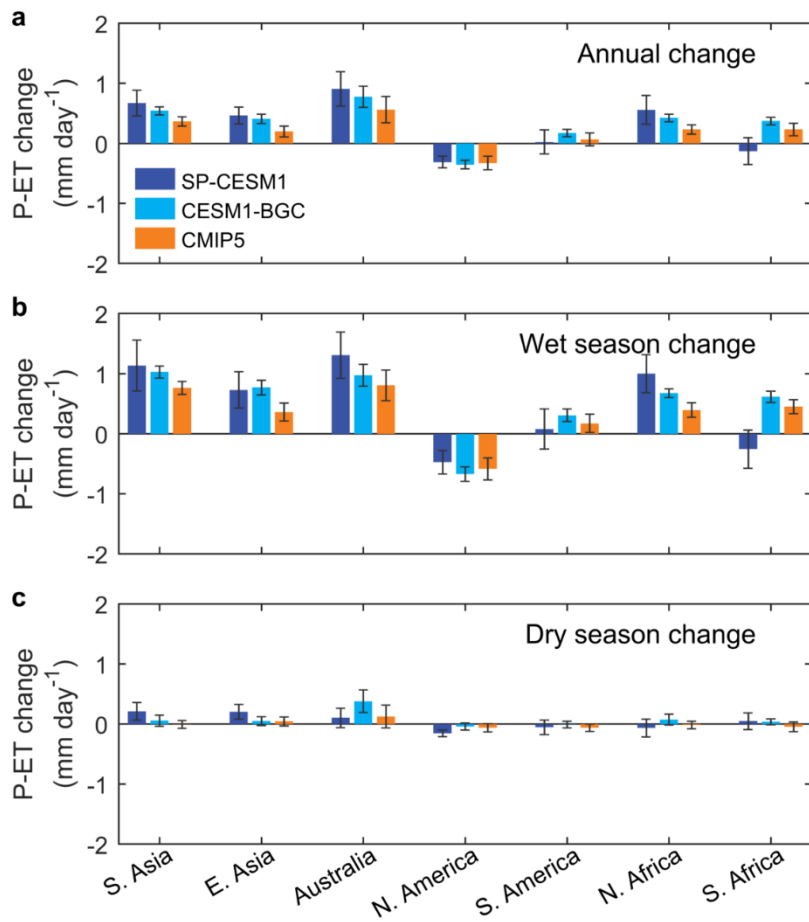 a
2
1
0
-1
-2
P-ET change
(mm day-1)
Annual change
SP-CESM1
CESM1-BGC
CMIP5
b
2
1
0
-1
-2
P-ET change
(mm day-1)
Wet season change
c
2
1
0
-1
-2
P-ET change
(mm day-1)
Dry season change
S. Asia
E. Asia
Australia
N. America
S. America
N. Africa
S. Africa